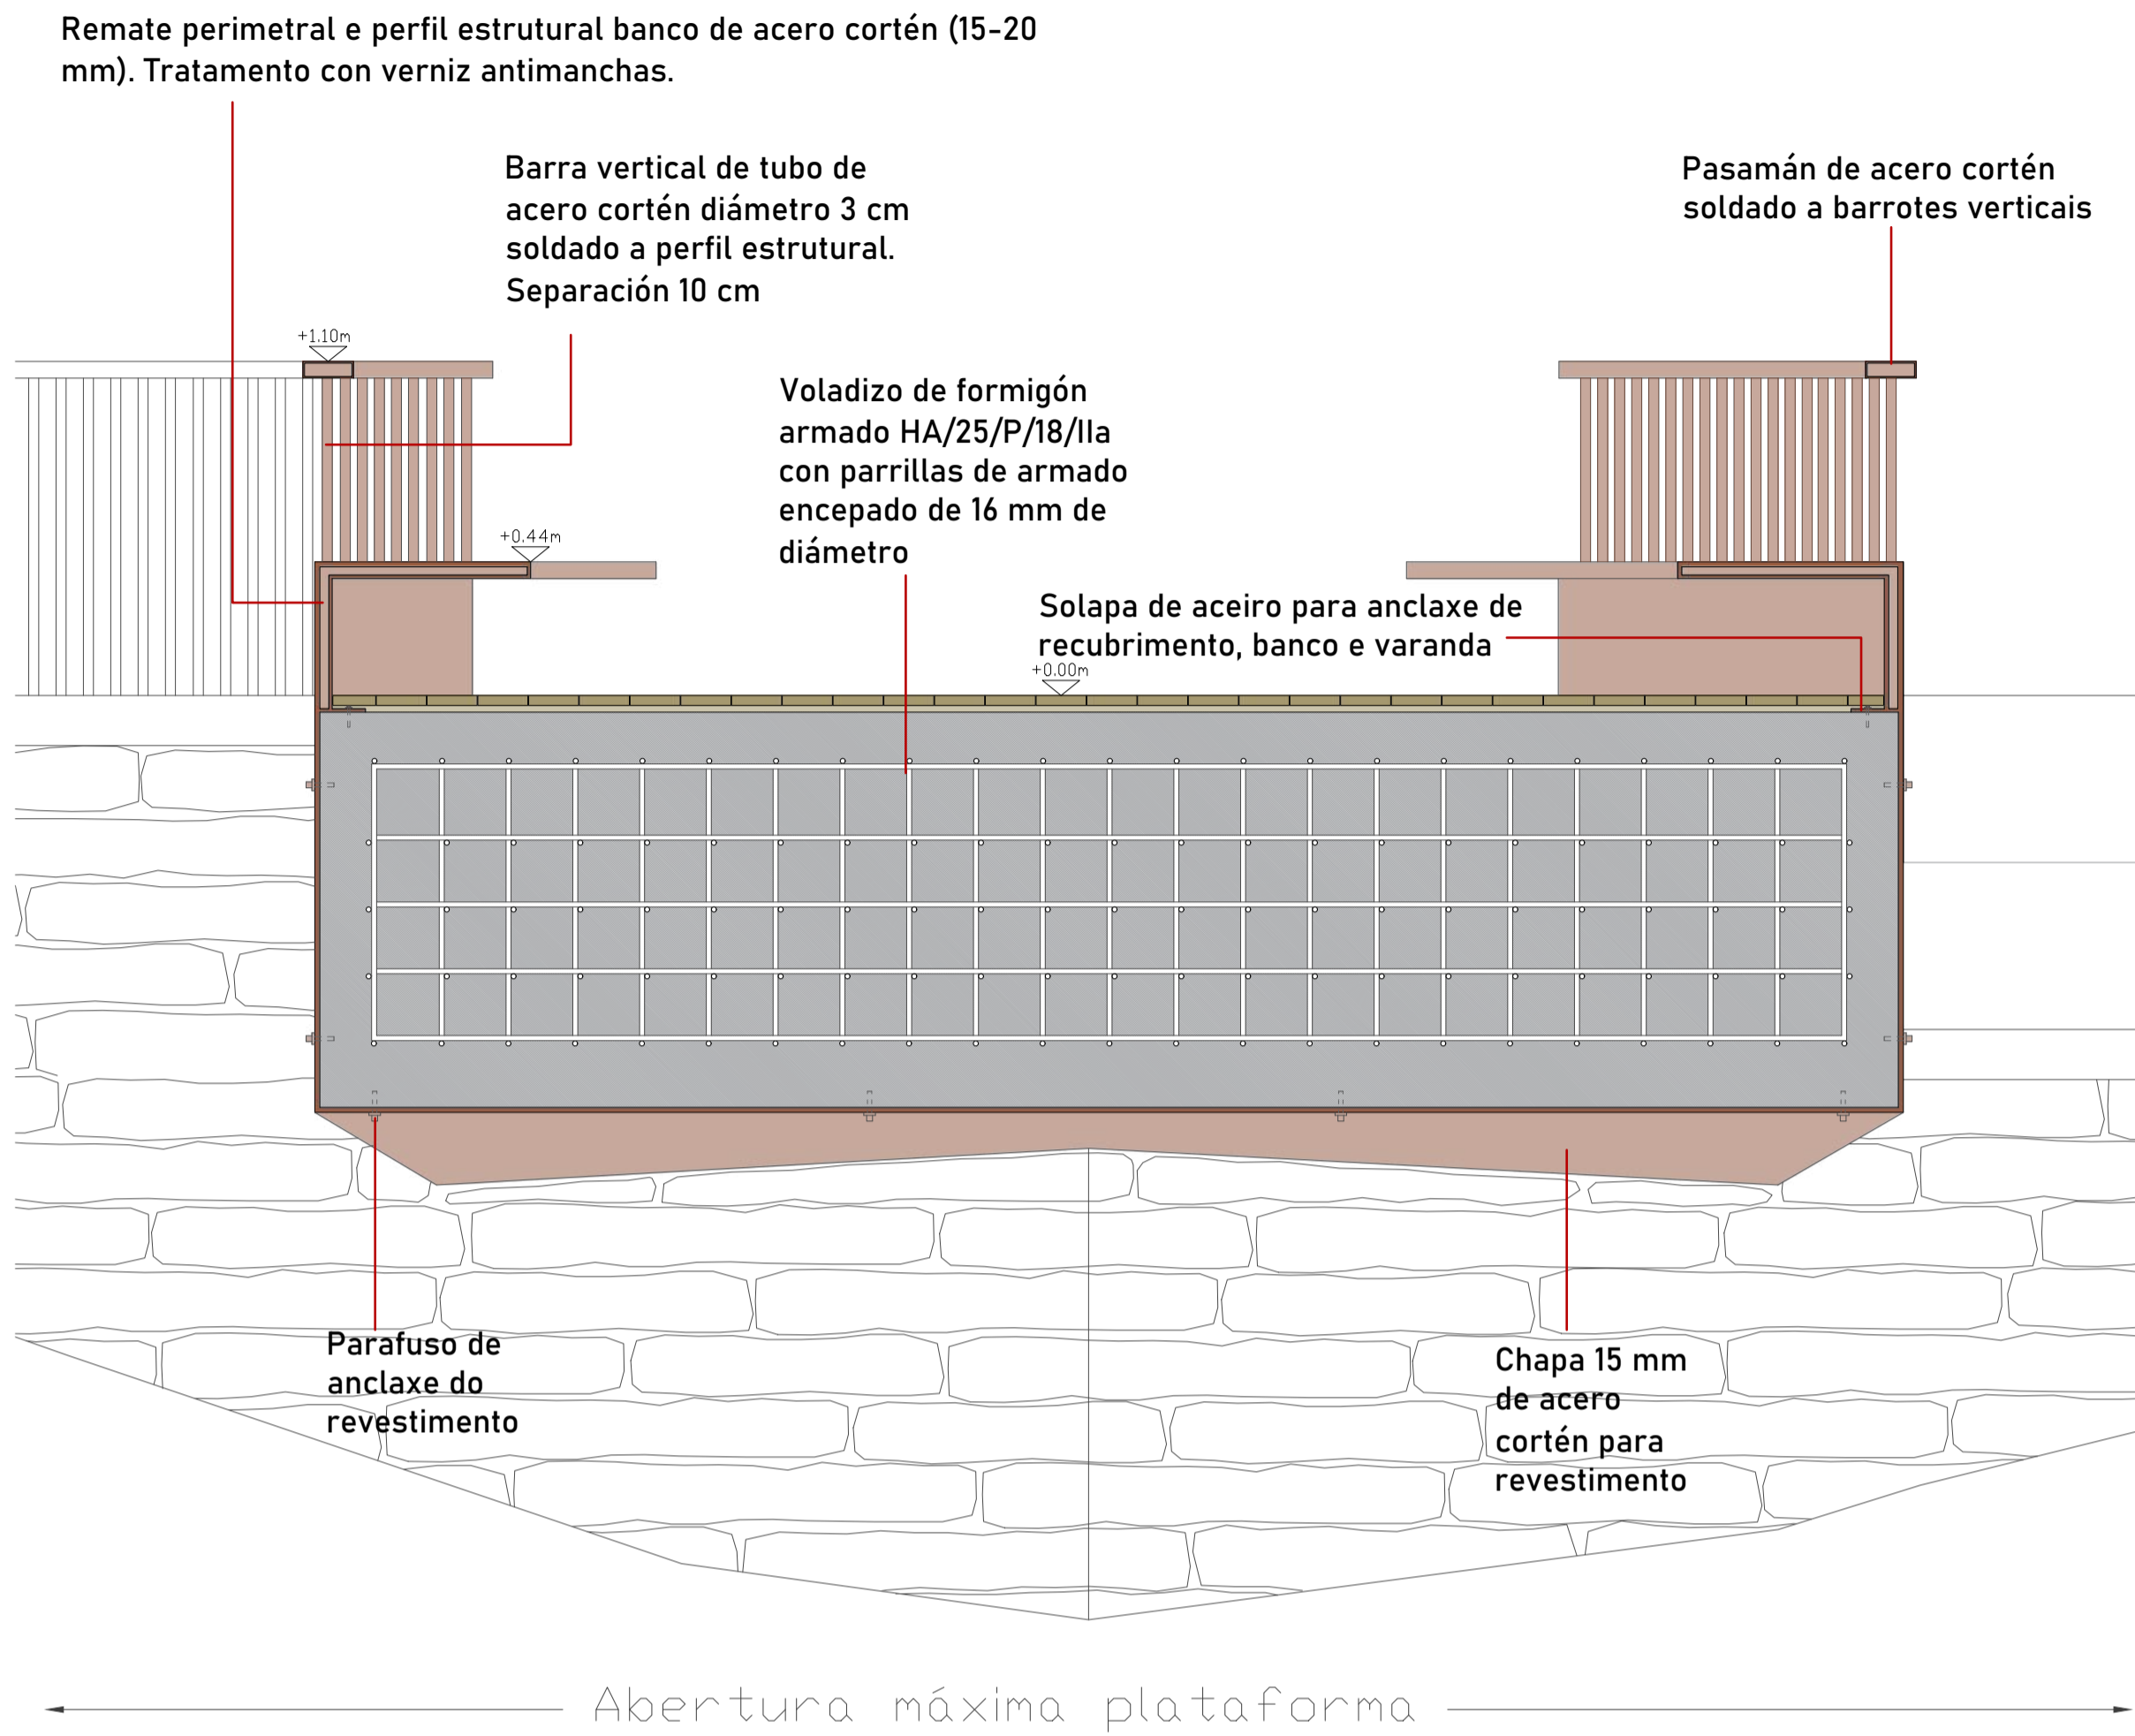 Remate perimetral e perfil estrutural banco de acero cortén (15-20
mm). Tratamento con verniz antimanchas.
Barra vertical de tubo de
acero cortén diámetro 3 cm
soldado a perfil estrutural.
Separación 10 cm
Pasamán de acero cortén
soldado a barrotes verticais
+1.10m
Voladizo de formigón
armado HA/25/P/18/IIa
con parrillas de armado
encepado de 16 mm de
diámetro
+0.44m
Solapa de aceiro para anclaxe de
recubrimento, banco e varanda
+0.00m
Parafuso de
anclaxe do
revestimento
Chapa 15 mm
de acero
cortén para
revestimento
Abertura máxima plataforma